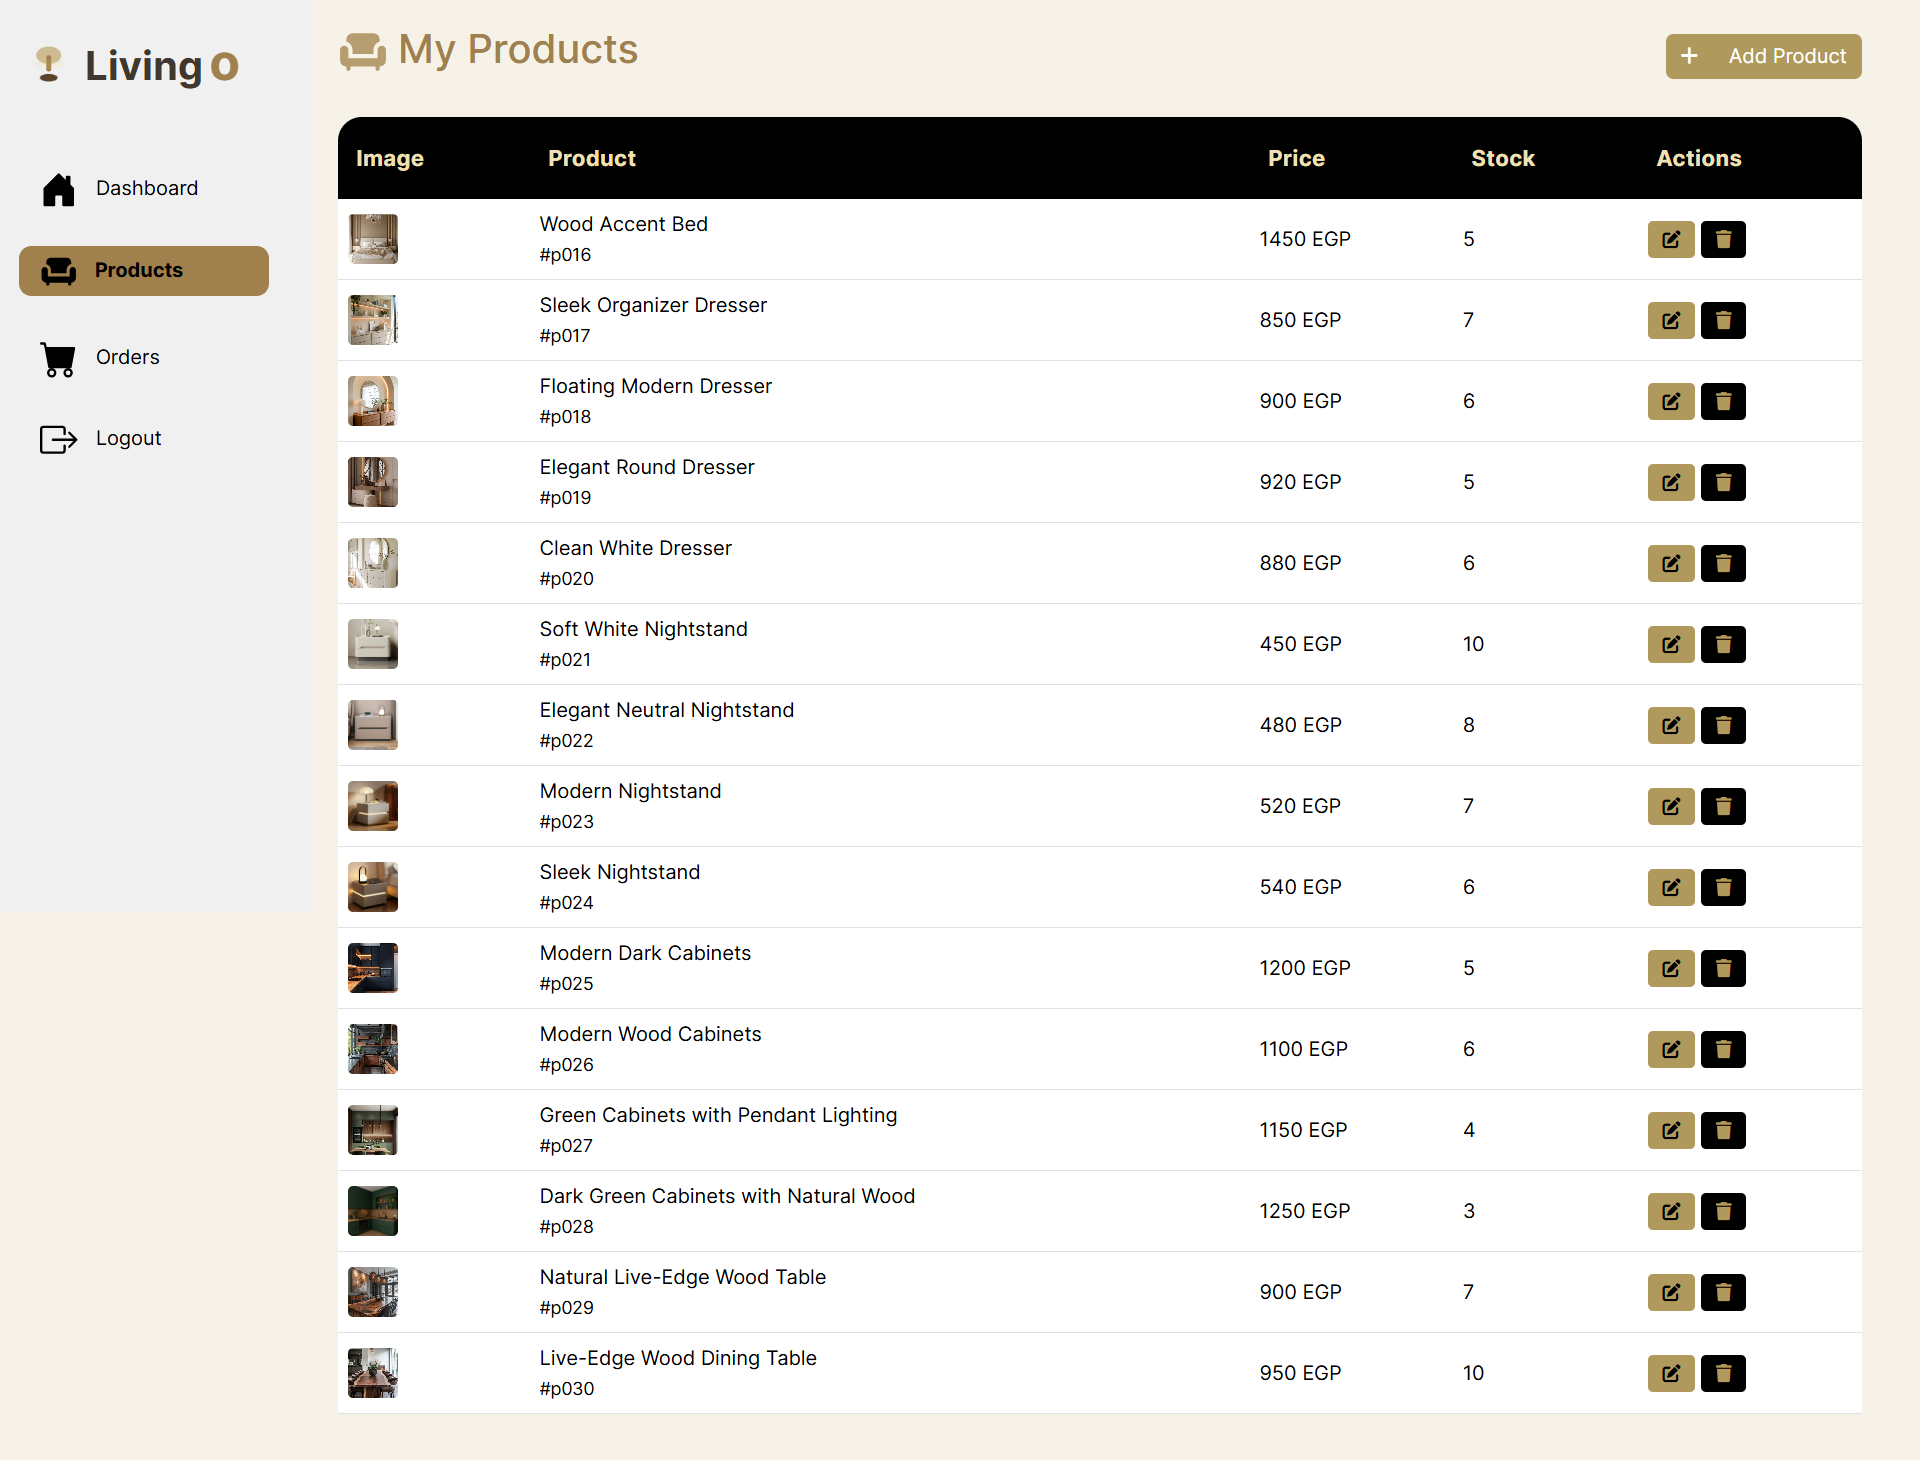 Living O
Dashboard
Products
Orders
Logout
My Products
Add Product
Image Product Price Stock Actions
Wood Accent Bed
#p016
1450 EGP 5
Sleek Organizer Dresser
#p017
850 EGP 7
Floating Modern Dresser
#p018
900 EGP 6
Elegant Round Dresser
#p019
920 EGP 5
Clean White Dresser
#p020
880 EGP 6
Soft White Nightstand
#p021
450 EGP 10
Elegant Neutral Nightstand
#p022
480 EGP 8
Modern Nightstand
#p023
520 EGP 7
Sleek Nightstand
#p024
540 EGP 6
Modern Dark Cabinets
#p025
1200 EGP 5
Modern Wood Cabinets
#p026
1100 EGP 6
Green Cabinets with Pendant Lighting
#p027
1150 EGP 4
Dark Green Cabinets with Natural Wood
#p028
1250 EGP 3
Natural Live-Edge Wood Table
#p029
900 EGP 7
Live-Edge Wood Dining Table
#p030
950 EGP 10